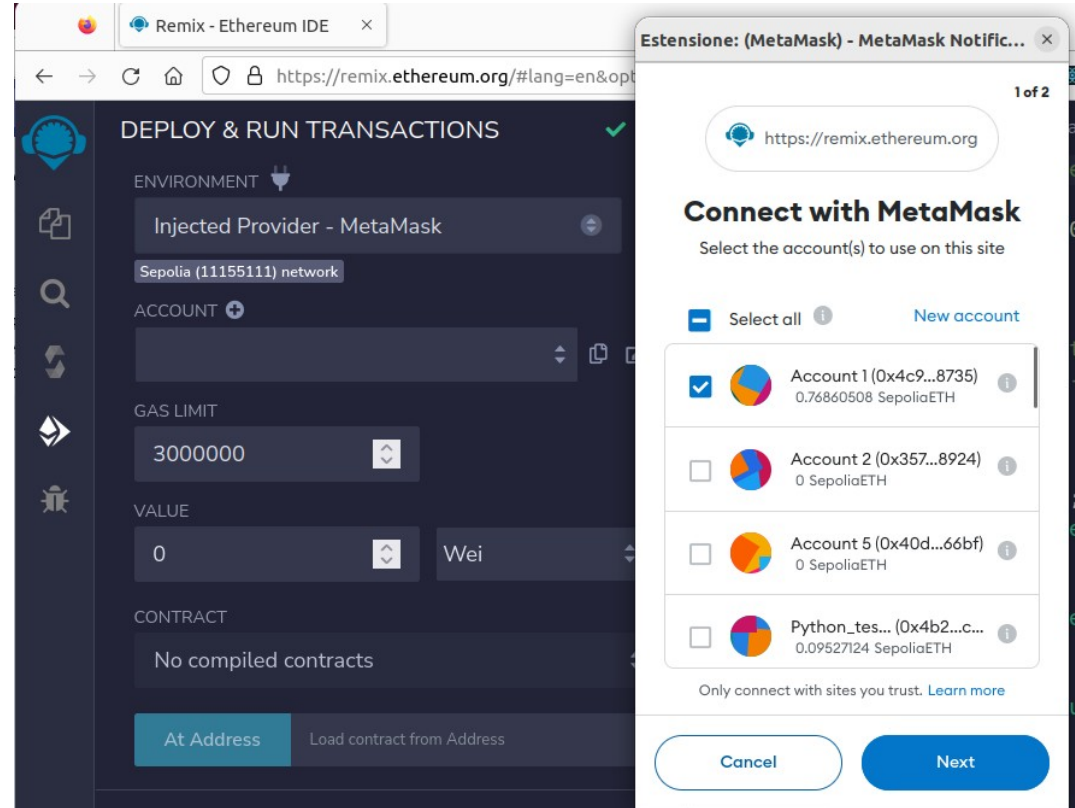 Remix - Ethereum IDE
https://remix.ethereum.org/#lang=en&opt
DEPLOY & RUN TRANSACTIONS
ENVIRONMENT
Injected Provider - MetaMask
Sepolia (11155111) network
ACCOUNT
GAS LIMIT
3000000
VALUE
0
Wei
CONTRACT
No compiled contracts
At Address
Load contract from Address
Estensione: (MetaMask) - MetaMask Notific...
1 of 2
https://remix.ethereum.org
Connect with MetaMask
Select the account(s) to use on this site
Select all
New account
Account 1 (0x4c9...8735)
0.76860508 SepoliaETH
Account 2 (0x357...8924)
0 SepoliaETH
Account 5 (0x40d...66bf)
0 SepoliaETH
Python_tes... (0x4b2...c...
0.09527124 SepoliaETH
Only connect with sites you trust. Learn more
Cancel
Next